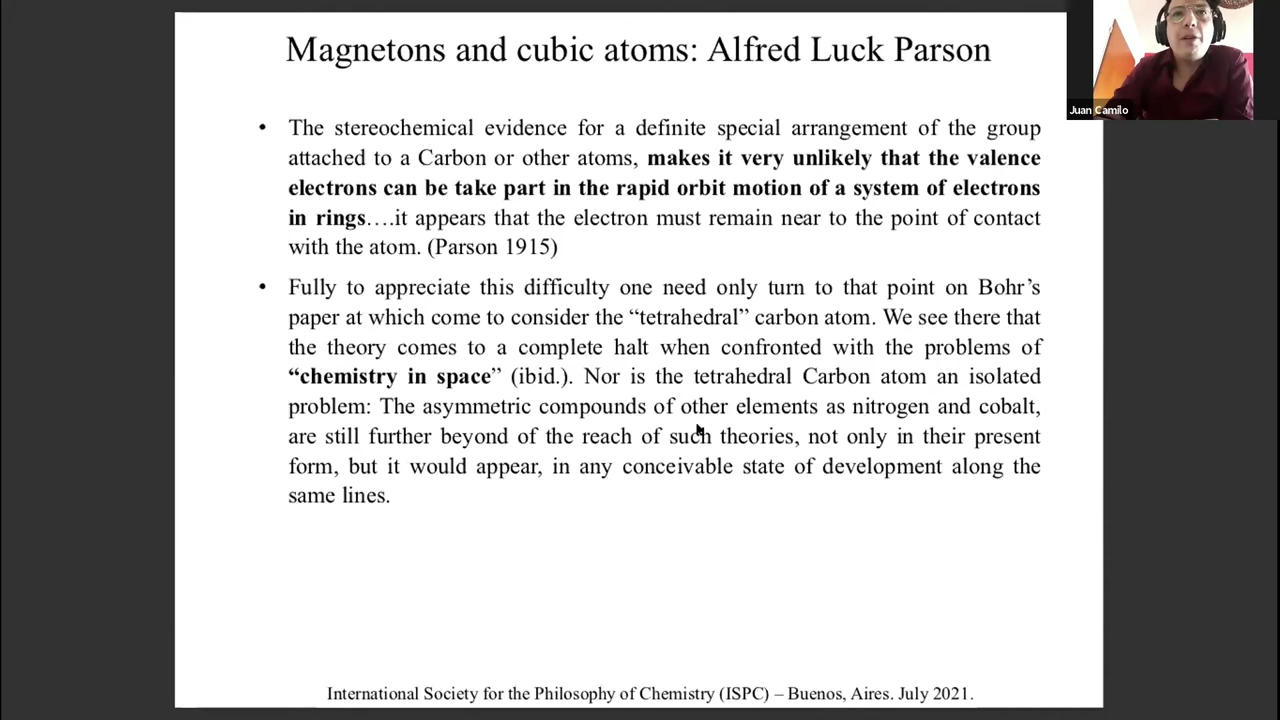 Magnetons and cubic atoms: Alfred Luck Parson
Juan Camilo
• The stereochemical evidence for a definite special arrangement of the group
attached to a Carbon or other atoms, makes it very unlikely that the valence
electrons can be take part in the rapid orbit motion of a system of electrons
in rings….it appears that the electron must remain near to the point of contact
with the atom. (Parson 1915)
• Fully to appreciate this difficulty one need only turn to that point on Bohr’s
paper at which come to consider the “tetrahedral” carbon atom. We see there that
the theory comes to a complete halt when confronted with the problems of
“chemistry in space” (ibid.). Nor is the tetrahedral Carbon atom an isolated
problem: The asymmetric compounds of other elements as nitrogen and cobalt,
are still further beyond of the reach of such theories, not only in their present
form, but it would appear, in any conceivable state of development along the
same lines.
International Society for the Philosophy of Chemistry (ISPC) – Buenos, Aires. July 2021.